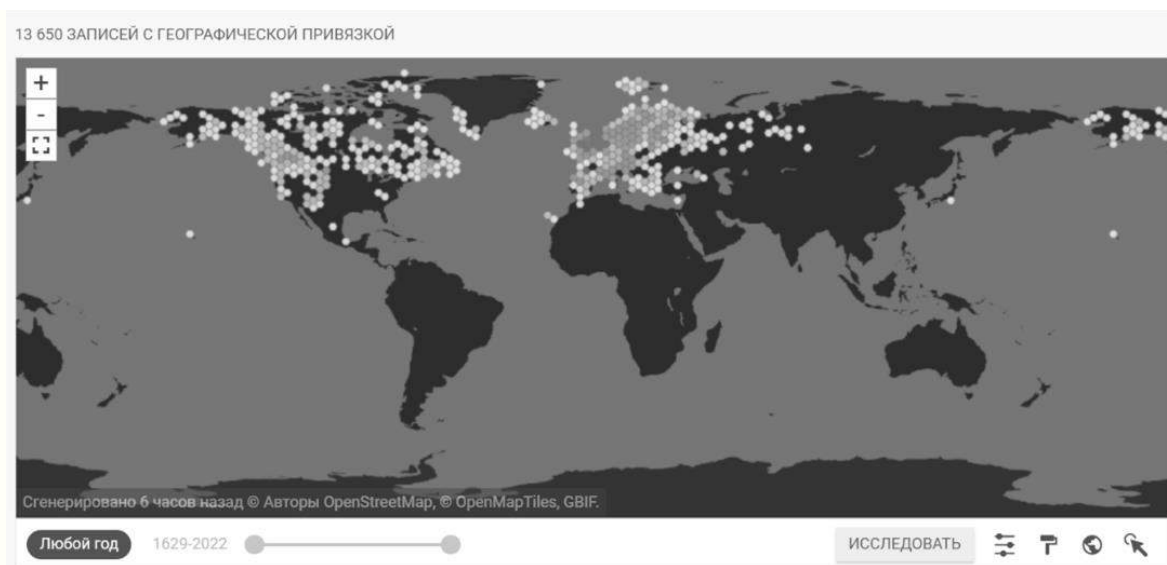 13 650 ЗАПИСЕЙ С ГЕОГРАФИЧЕСКОЙ ПРИВЯЗКОЙ
+
-
Сгенерировано 6 часов назад © Авторы OpenStreetMap, © OpenMapTiles, GBIF.
Любой год 1629-2022 ИССЛЕДОВАТЬ